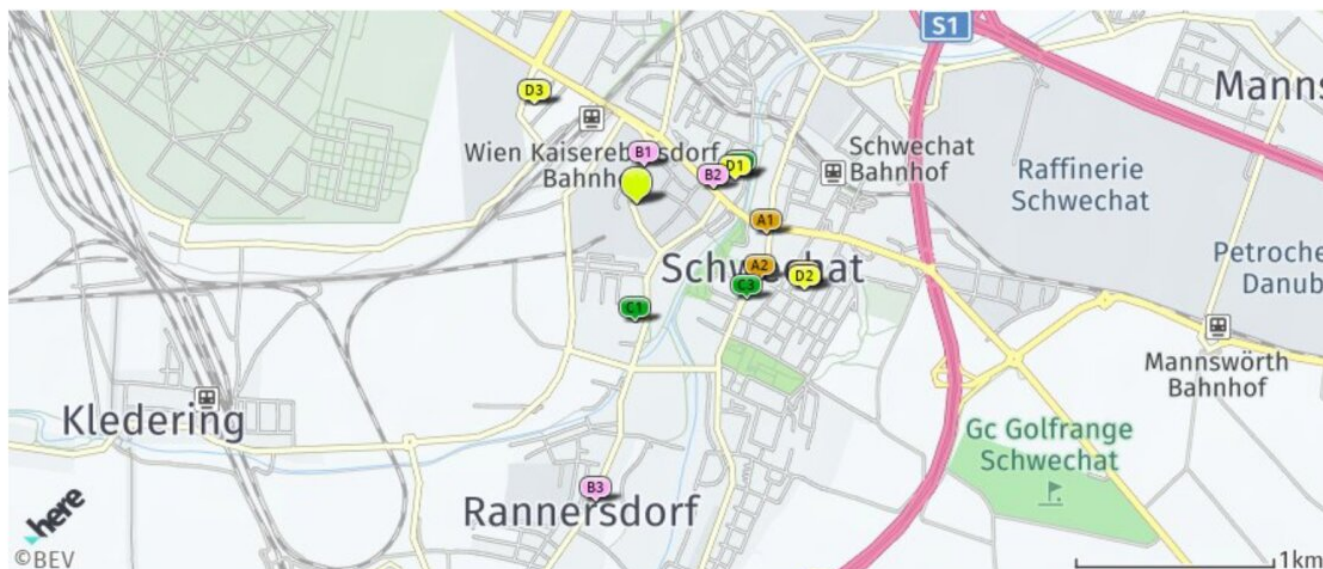 S1
Manns
D3
Wien Kaiserebersdorf
Bahnho
B1
B2
D1
Schwechat
Bahnhof
Raffinerie
Schwechat
A1
Petroche
Danub
Schwechat
A2
D2
C3
C1
Mannswörth
Bahnhof
Kledering
Gc Golfrange
Schwechat
B3
Rannersdorf
here
©BEV
1km